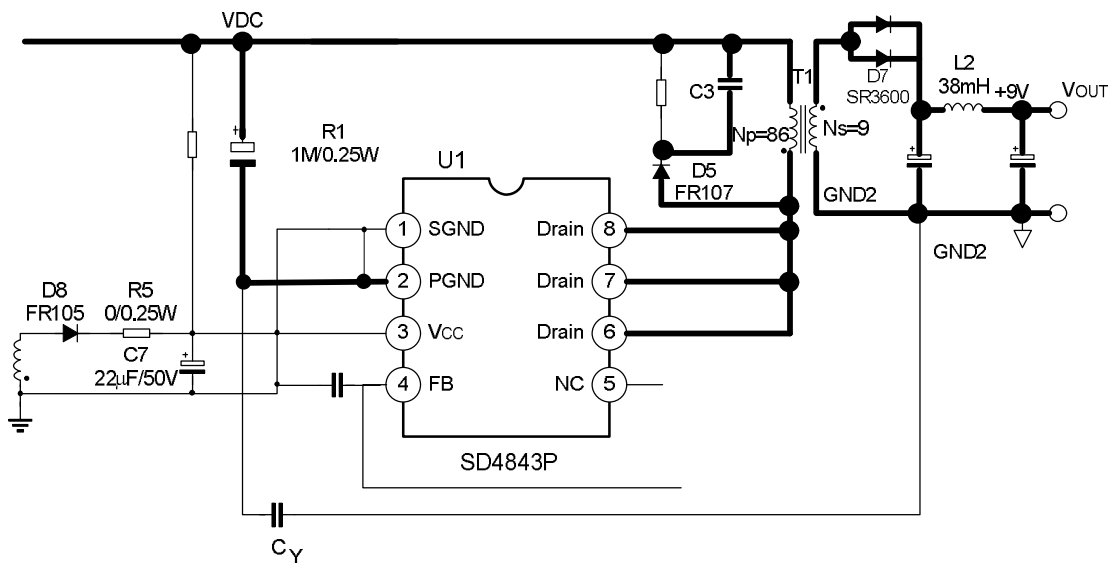 VDC
R1
1M/0.25W
C3
T1
Np=86
Ns=9
D7
SR3600
L2
38mH
+9V
VOUT
U1
D5
FR107
GND2
GND2
1
SGND
Drain
8
2
PGND
Drain
7
3
VCC
Drain
6
4
FB
NC
5
D8
FR105
R5
0/0.25W
C7
22μF/50V
+
+
+
+
SD4843P
CY